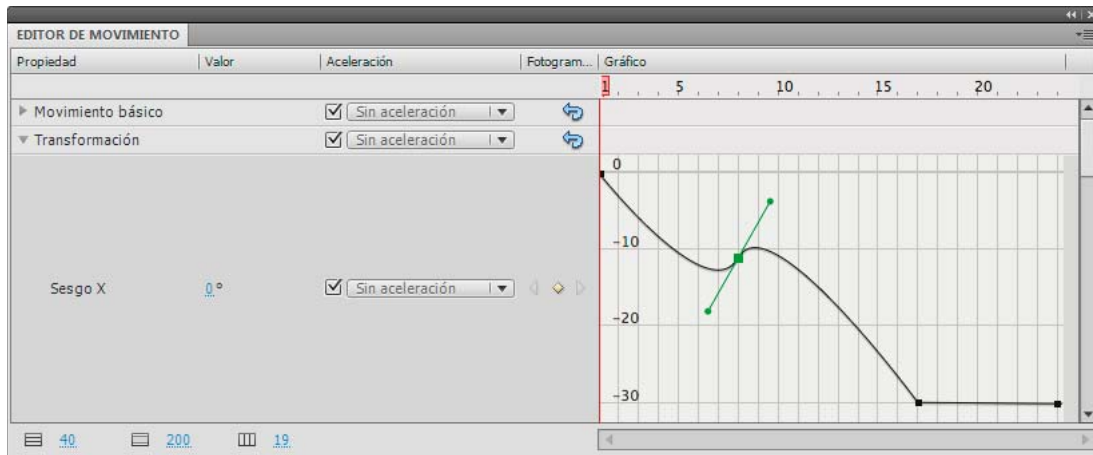 EDITOR DE MOVIMIENTO
Propiedad Valor Aceleración Fotogram... Gráfico
1 5 10 15 20
Movimiento básico Sin aceleración
Transformación Sin aceleración
0
-10
Sesgo X 0° Sin aceleración
-20
-30
40 200 19